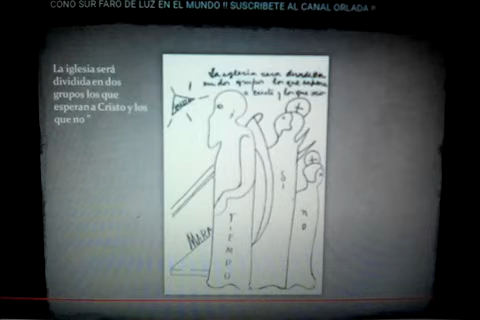 CONO SUR FARO DE LUZ EN EL MUNDO !! SUSCRIBETE AL CANAL ORLADA !!
La iglesia será
dividida en dos
grupos los que
esperan a Cristo y los
que no"
La iglesia sera dividida
en dos grupos los que
a Cristo y los que no
SI
NO
TIEMPO